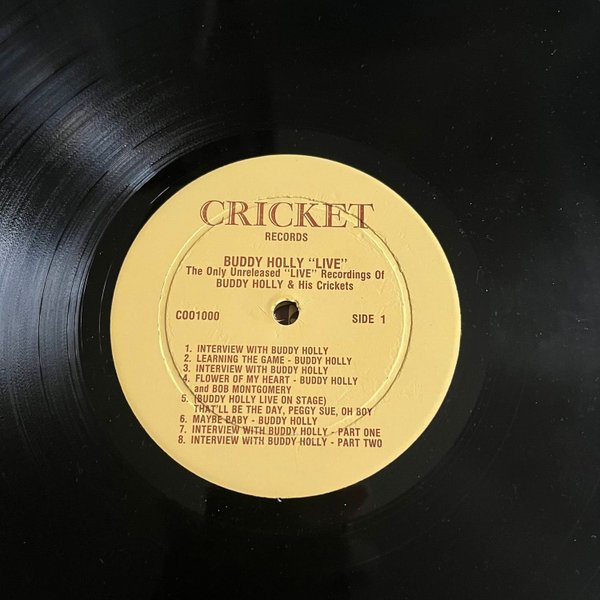 CRICKET
RECORDS
BUDDY HOLLY "LIVE"
The Only Unreleased "LIVE" Recordings Of
BUDDY HOLLY & His Crickets
COO1000 SIDE 1
1. INTERVIEW WITH BUDDY HOLLY
2. LEARNING THE GAME - BUDDY HOLLY
3. INTERVIEW WITH BUDDY HOLLY
4. FLOWER OF MY HEART - BUDDY HOLLY
and BOB MONTGOMERY
5. (BUDDY HOLLY LIVE ON STAGE)
THAT'LL BE THE DAY, PEGGY SUE, OH BOY
6. MAYBE BABY - BUDDY HOLLY
7. INTERVIEW WITH BUDDY HOLLY - PART ONE
8. INTERVIEW WITH BUDDY HOLLY - PART TWO